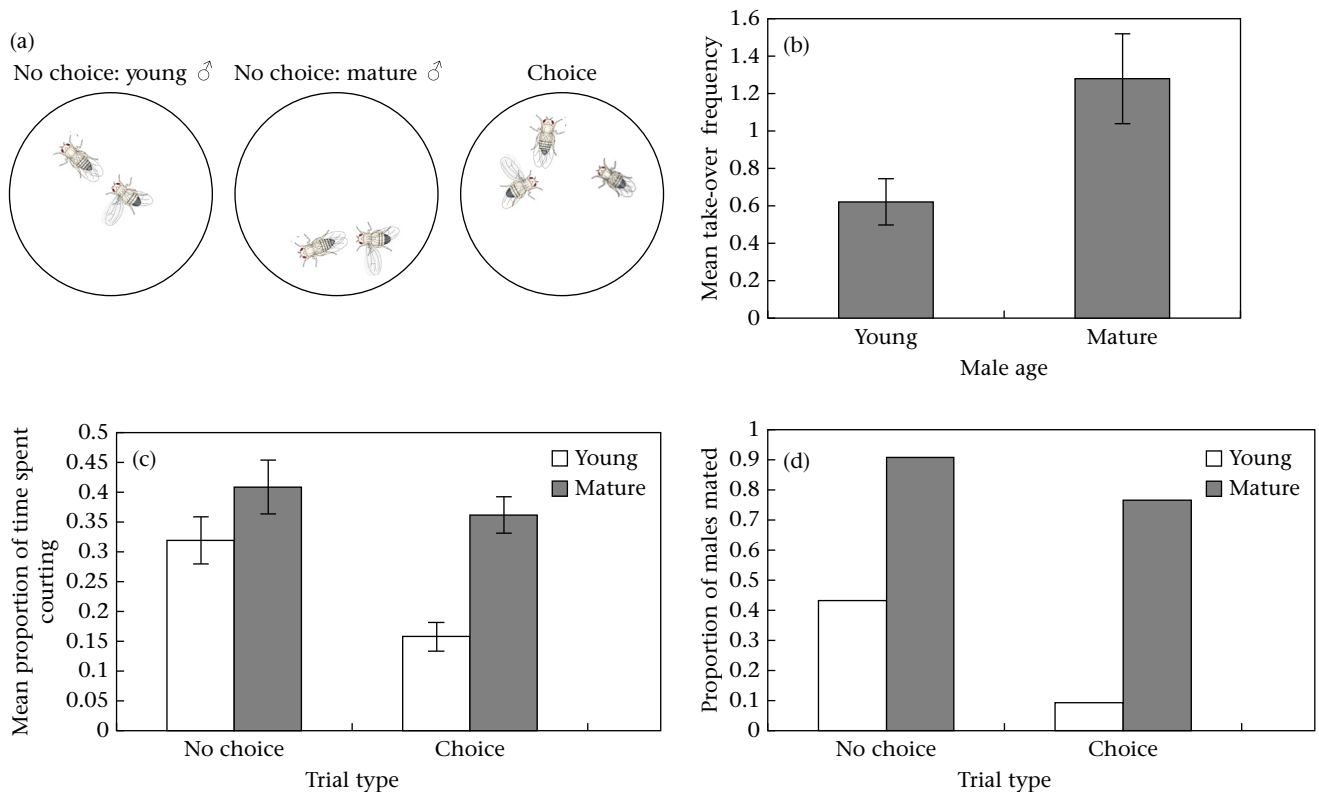 (a)
No choice: young ♂
No choice: mature ♂
Choice
(b)
Mean take-over frequency
1.6
1.4
1.2
1
0.8
0.6
0.4
0.2
0
Young
Mature
Male age
(c)
Mean proportion of time spent
courting
0.5
0.45
0.4
0.35
0.3
0.25
0.2
0.15
0.1
0.05
0
Young
Mature
No choice
Choice
Trial type
(d)
Proportion of males mated
1
0.9
0.8
0.7
0.6
0.5
0.4
0.3
0.2
0.1
0
Young
Mature
No choice
Choice
Trial type